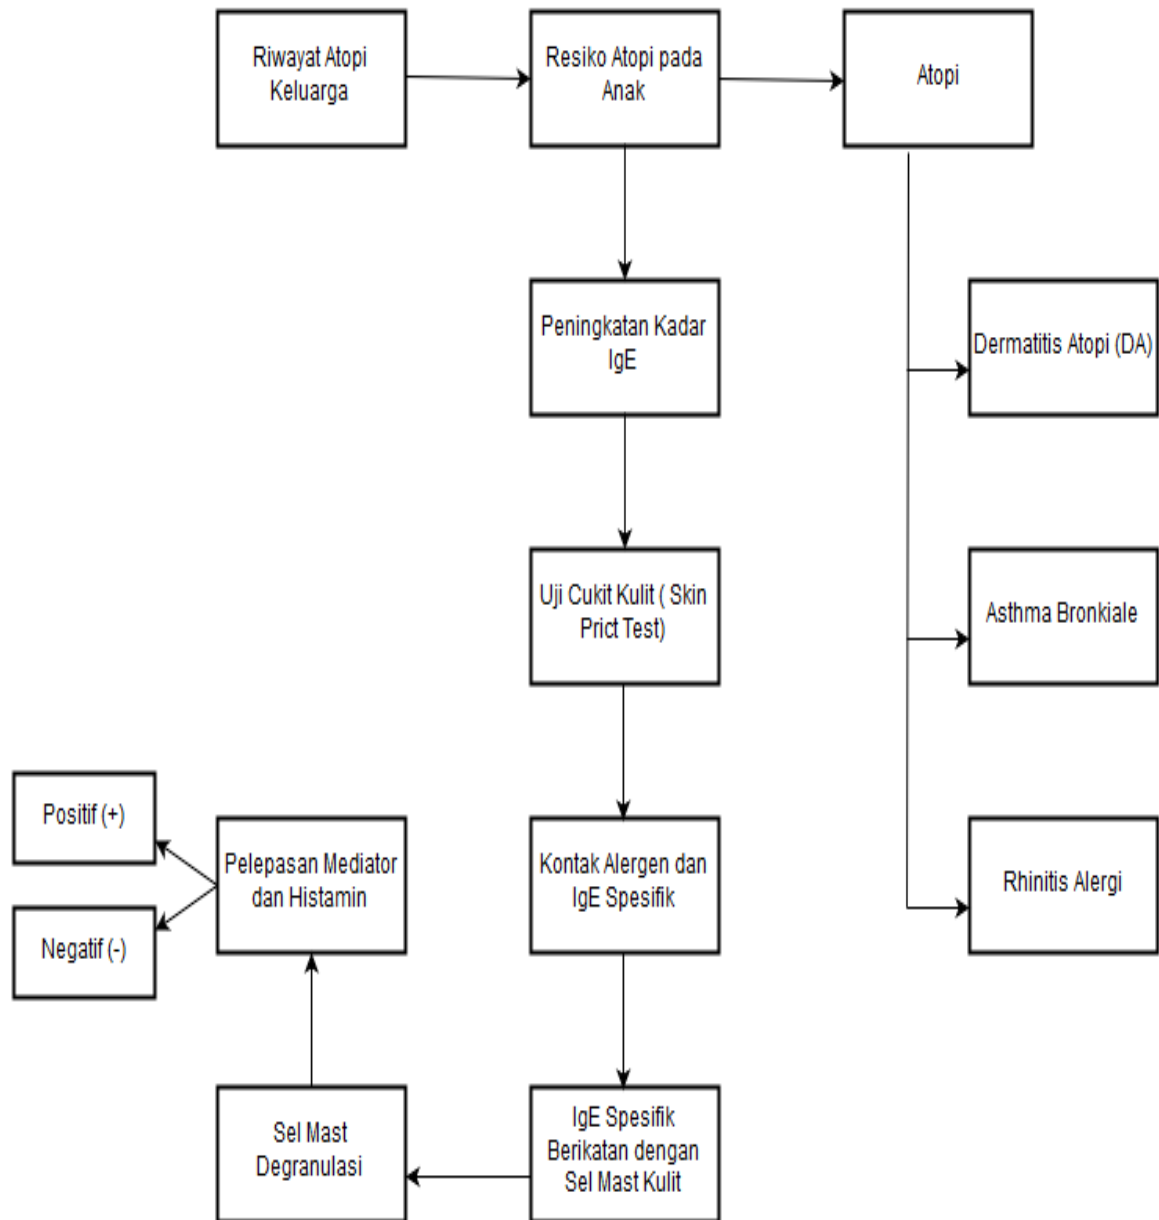 Riwayat Atopi
Keluarga
Resiko Atopi pada
Anak
Atopi
Peningkatan Kadar
IgE
Dermatitis Atopi (DA)
Uji Cukit Kulit ( Skin
Prict Test)
Asthma Bronkiale
Positif (+)
Negatif (-)
Pelepasan Mediator
dan Histamin
Kontak Alergen dan
IgE Spesifik
Rhinitis Alergi
Sel Mast
Degranulasi
IgE Spesifik
Berikatan dengan
Sel Mast Kulit